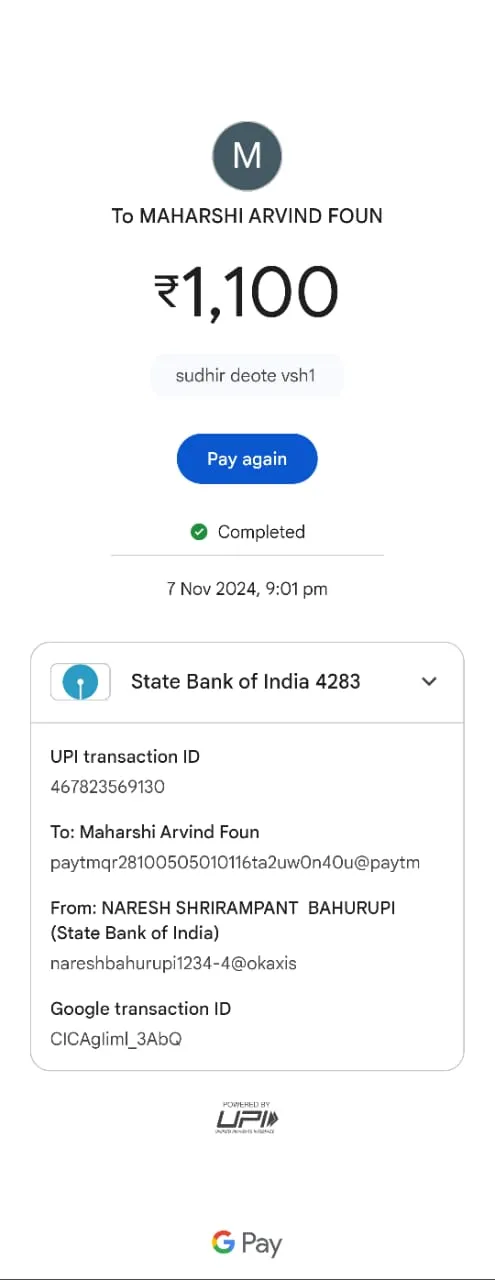 M
To MAHARSHI ARVIND FOUN
₹1,100
sudhir deote vsh1
Pay again
Completed
7 Nov 2024, 9:01 pm
State Bank of India 4283
UPI transaction ID
467823569130
To: Maharshi Arvind Foun
paytmqr28100505010116ta2uw0n40u@paytm
From: NARESH SHRIRAMPANT BAHURUPI
(State Bank of India)
nareshbahurupi1234-4@okaxis
Google transaction ID
CICAgliml_3AbQ
POWERED BY
UPI
UNIFIED PAYMENTS INTERFACE
G Pay